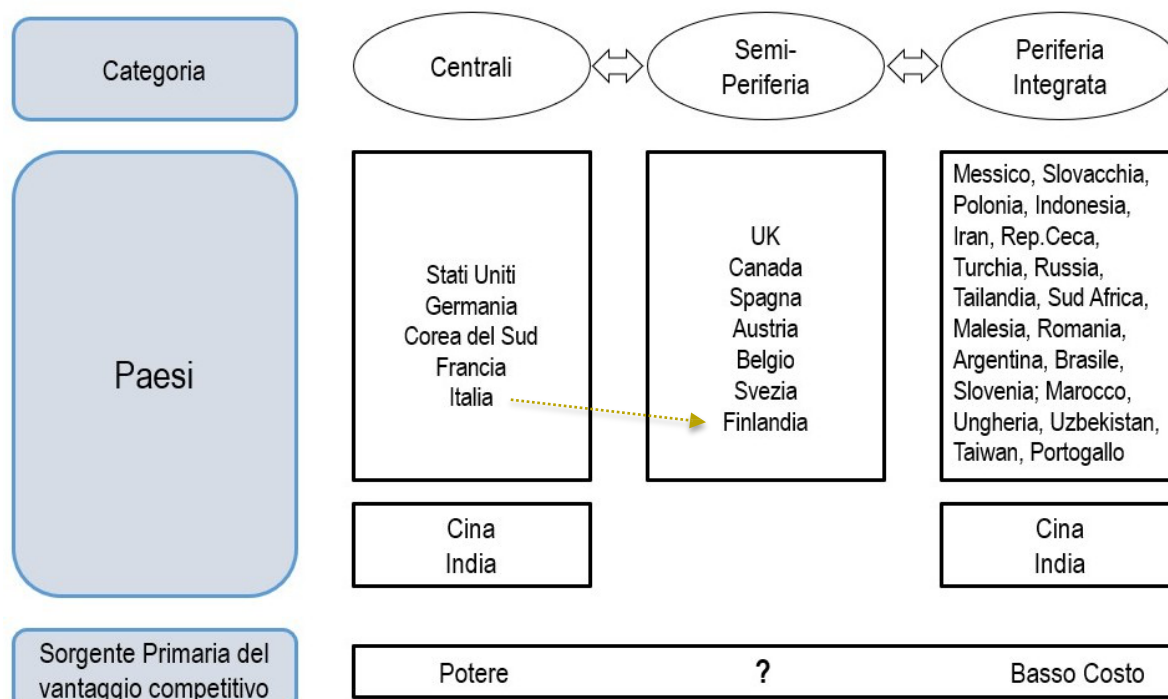 Categoria
Centrali
Semi-
Periferia
Periferia
Integrata
Paesi
Stati Uniti
Germania
Corea del Sud
Francia
Italia
UK
Canada
Spagna
Austria
Belgio
Svezia
Finlandia
Messico, Slovacchia,
Polonia, Indonesia,
Iran, Rep.Ceca,
Turchia, Russia,
Tailandia, Sud Africa,
Malesia, Romania,
Argentina, Brasile,
Slovenia; Marocco,
Ungheria, Uzbekistan,
Taiwan, Portogallo
Cina
India
Cina
India
Sorgente Primaria del
vantaggio competitivo
Potere
?
Basso Costo